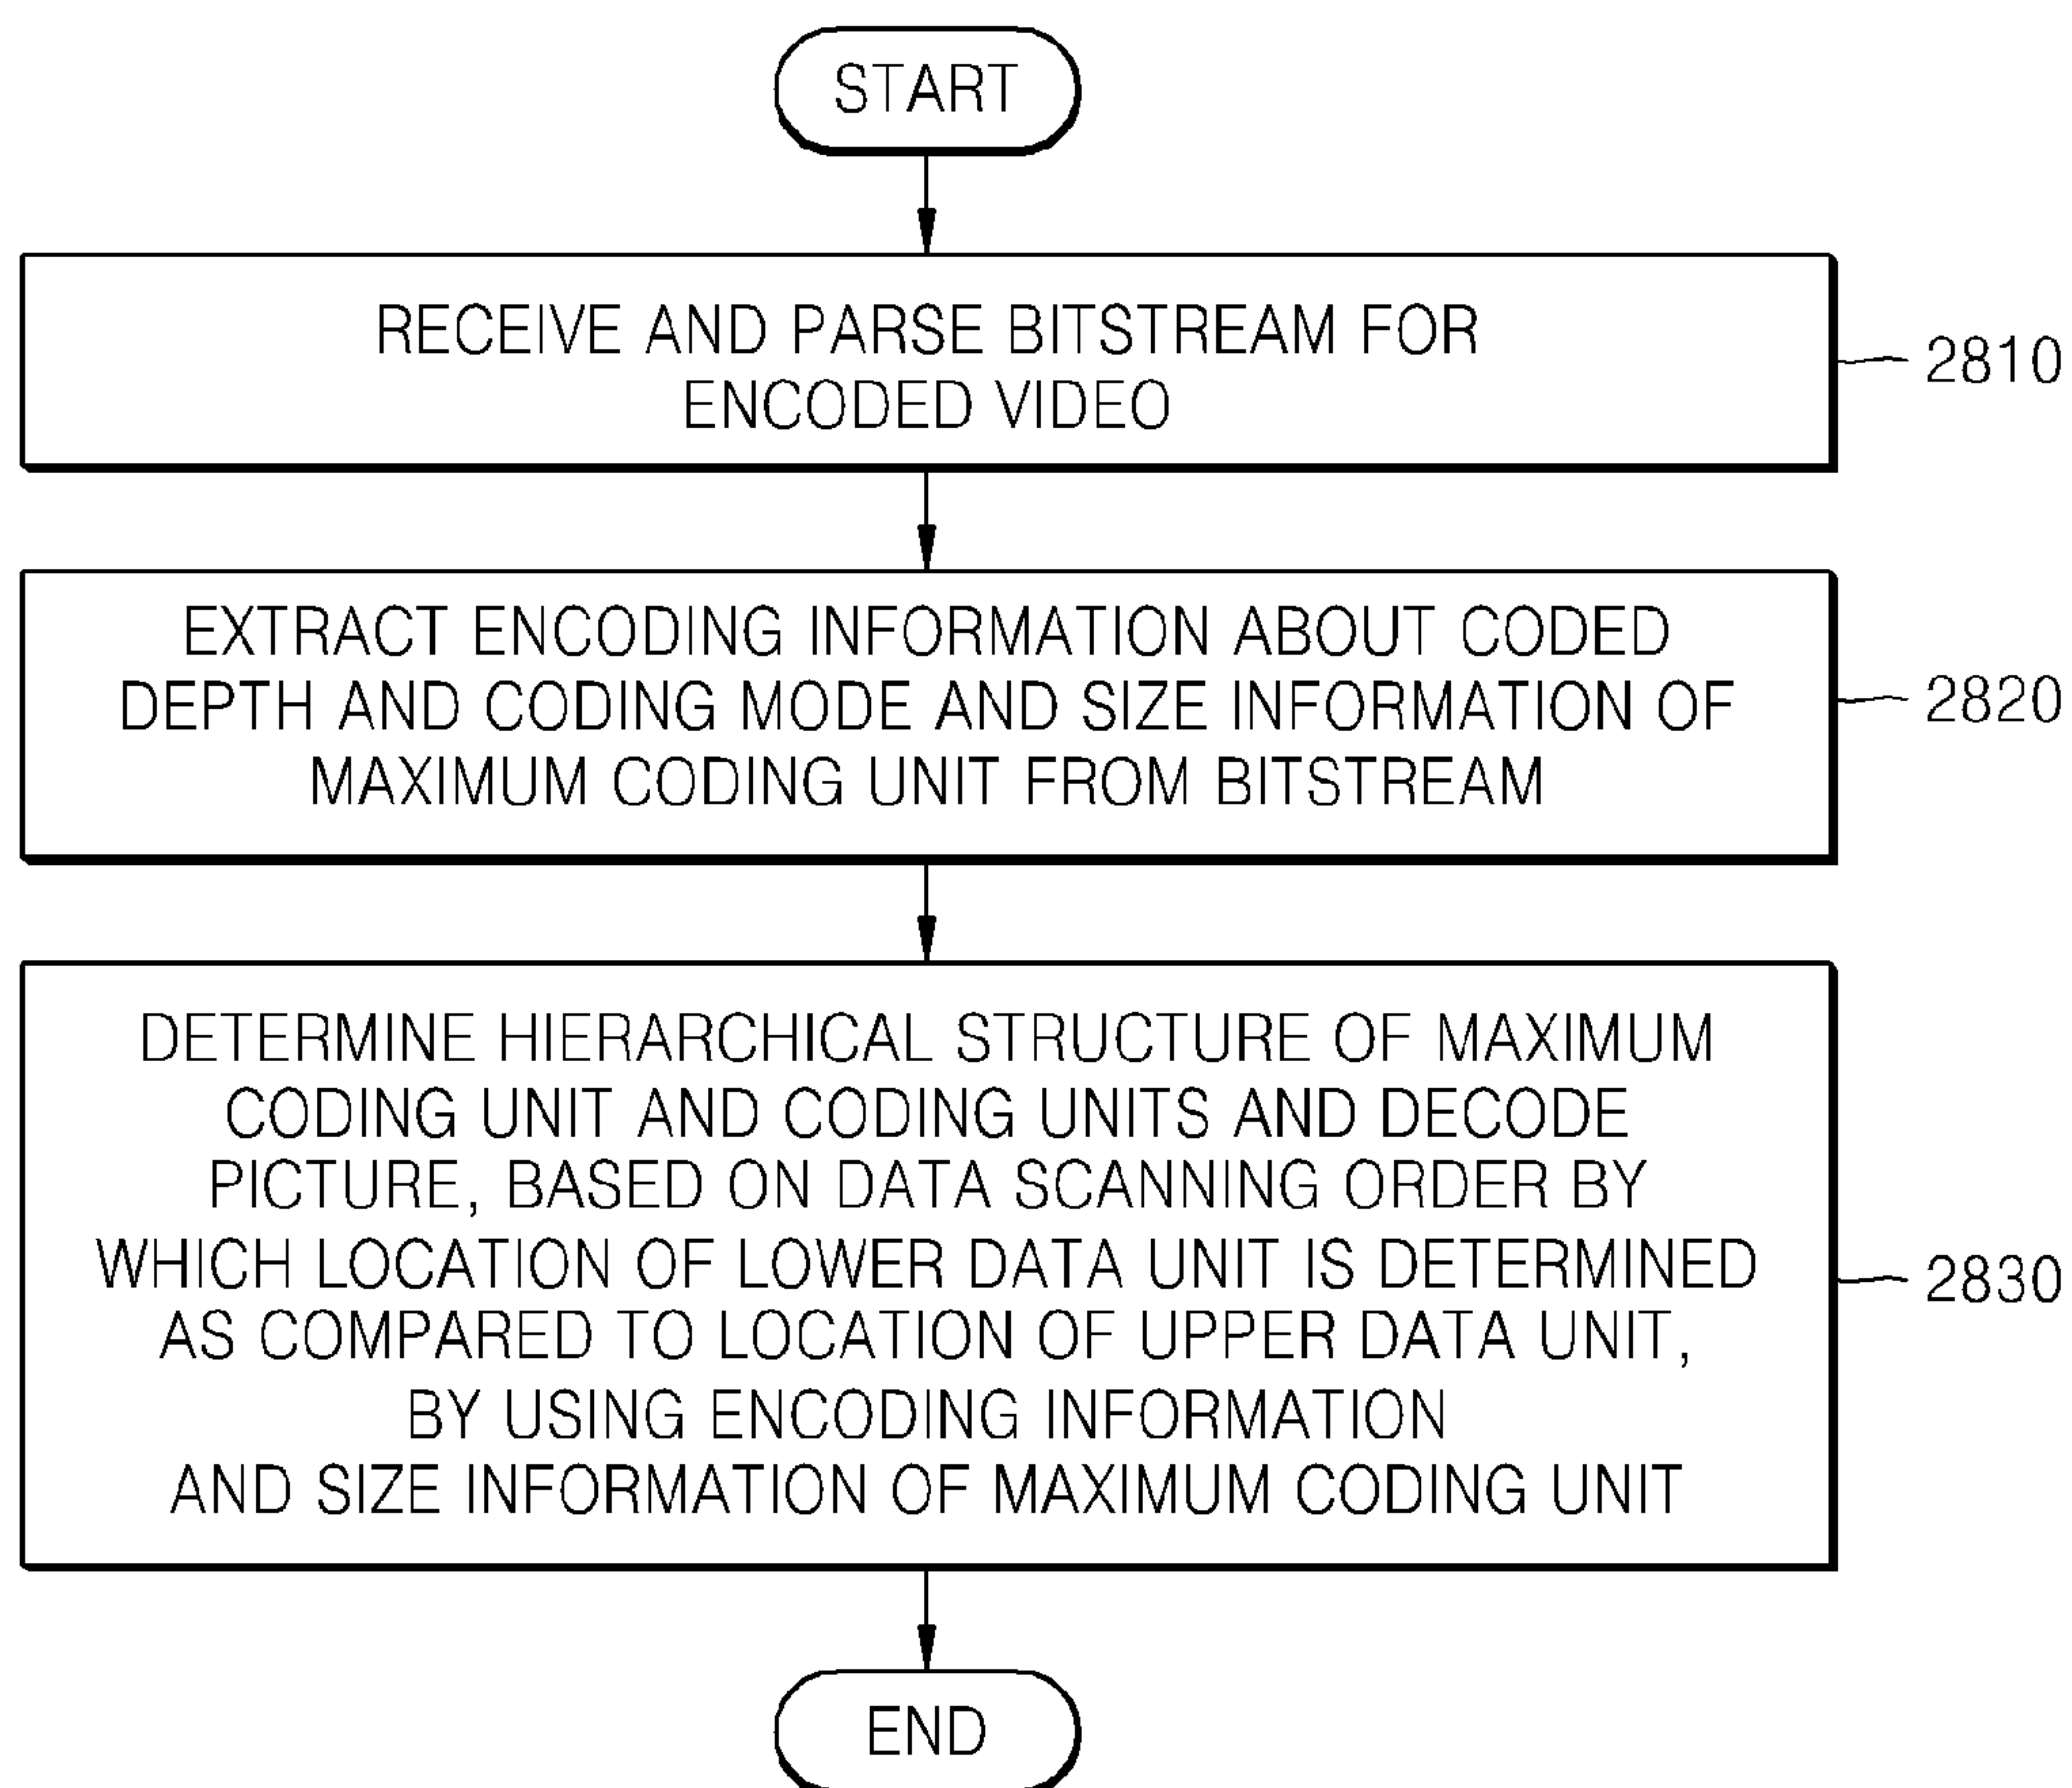 START
RECEIVE AND PARSE BITSTREAM FOR
ENCODED VIDEO
2810
EXTRACT ENCODING INFORMATION ABOUT CODED
DEPTH AND CODING MODE AND SIZE INFORMATION OF
MAXIMUM CODING UNIT FROM BITSTREAM
2820
DETERMINE HIERARCHICAL STRUCTURE OF MAXIMUM
CODING UNIT AND CODING UNITS AND DECODE
PICTURE, BASED ON DATA SCANNING ORDER BY
WHICH LOCATION OF LOWER DATA UNIT IS DETERMINED
AS COMPARED TO LOCATION OF UPPER DATA UNIT,
BY USING ENCODING INFORMATION
AND SIZE INFORMATION OF MAXIMUM CODING UNIT
2830
END